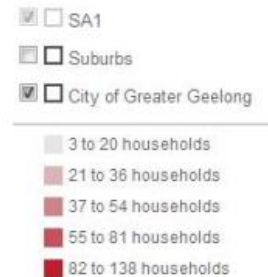 SA1
Suburbs
City of Greater Geelong
3 to 20 households
21 to 36 households
37 to 54 households
55 to 81 households
82 to 138 households